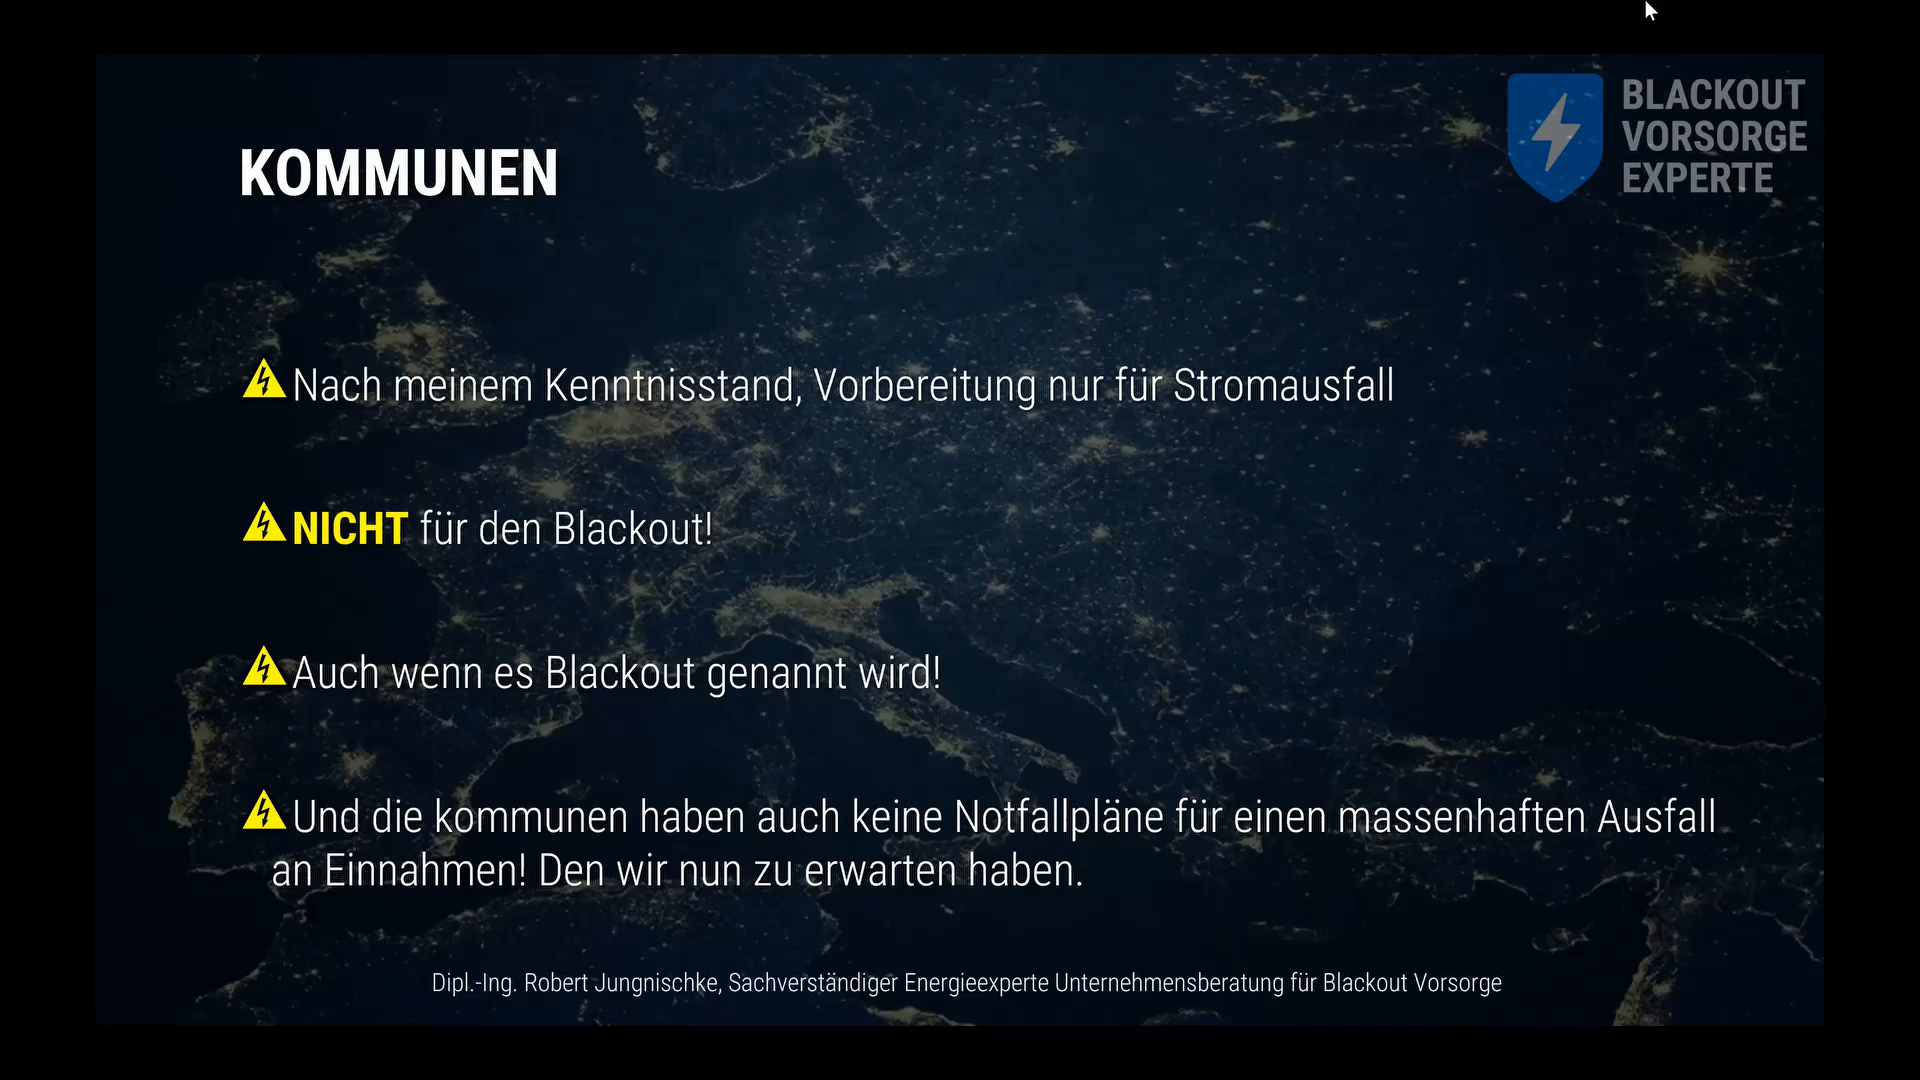 BLACKOUT
VORSORGE
EXPERTE
KOMMUNEN
Nach meinem Kenntnisstand, Vorbereitung nur für Stromausfall
NICHT für den Blackout!
Auch wenn es Blackout genannt wird!
Und die kommunen haben auch keine Notfallpläne für einen massenhaften Ausfall
an Einnahmen! Den wir nun zu erwarten haben.
Dipl.-Ing. Robert Jungnischke, Sachverständiger Energieexperte Unternehmensberatung für Blackout Vorsorge